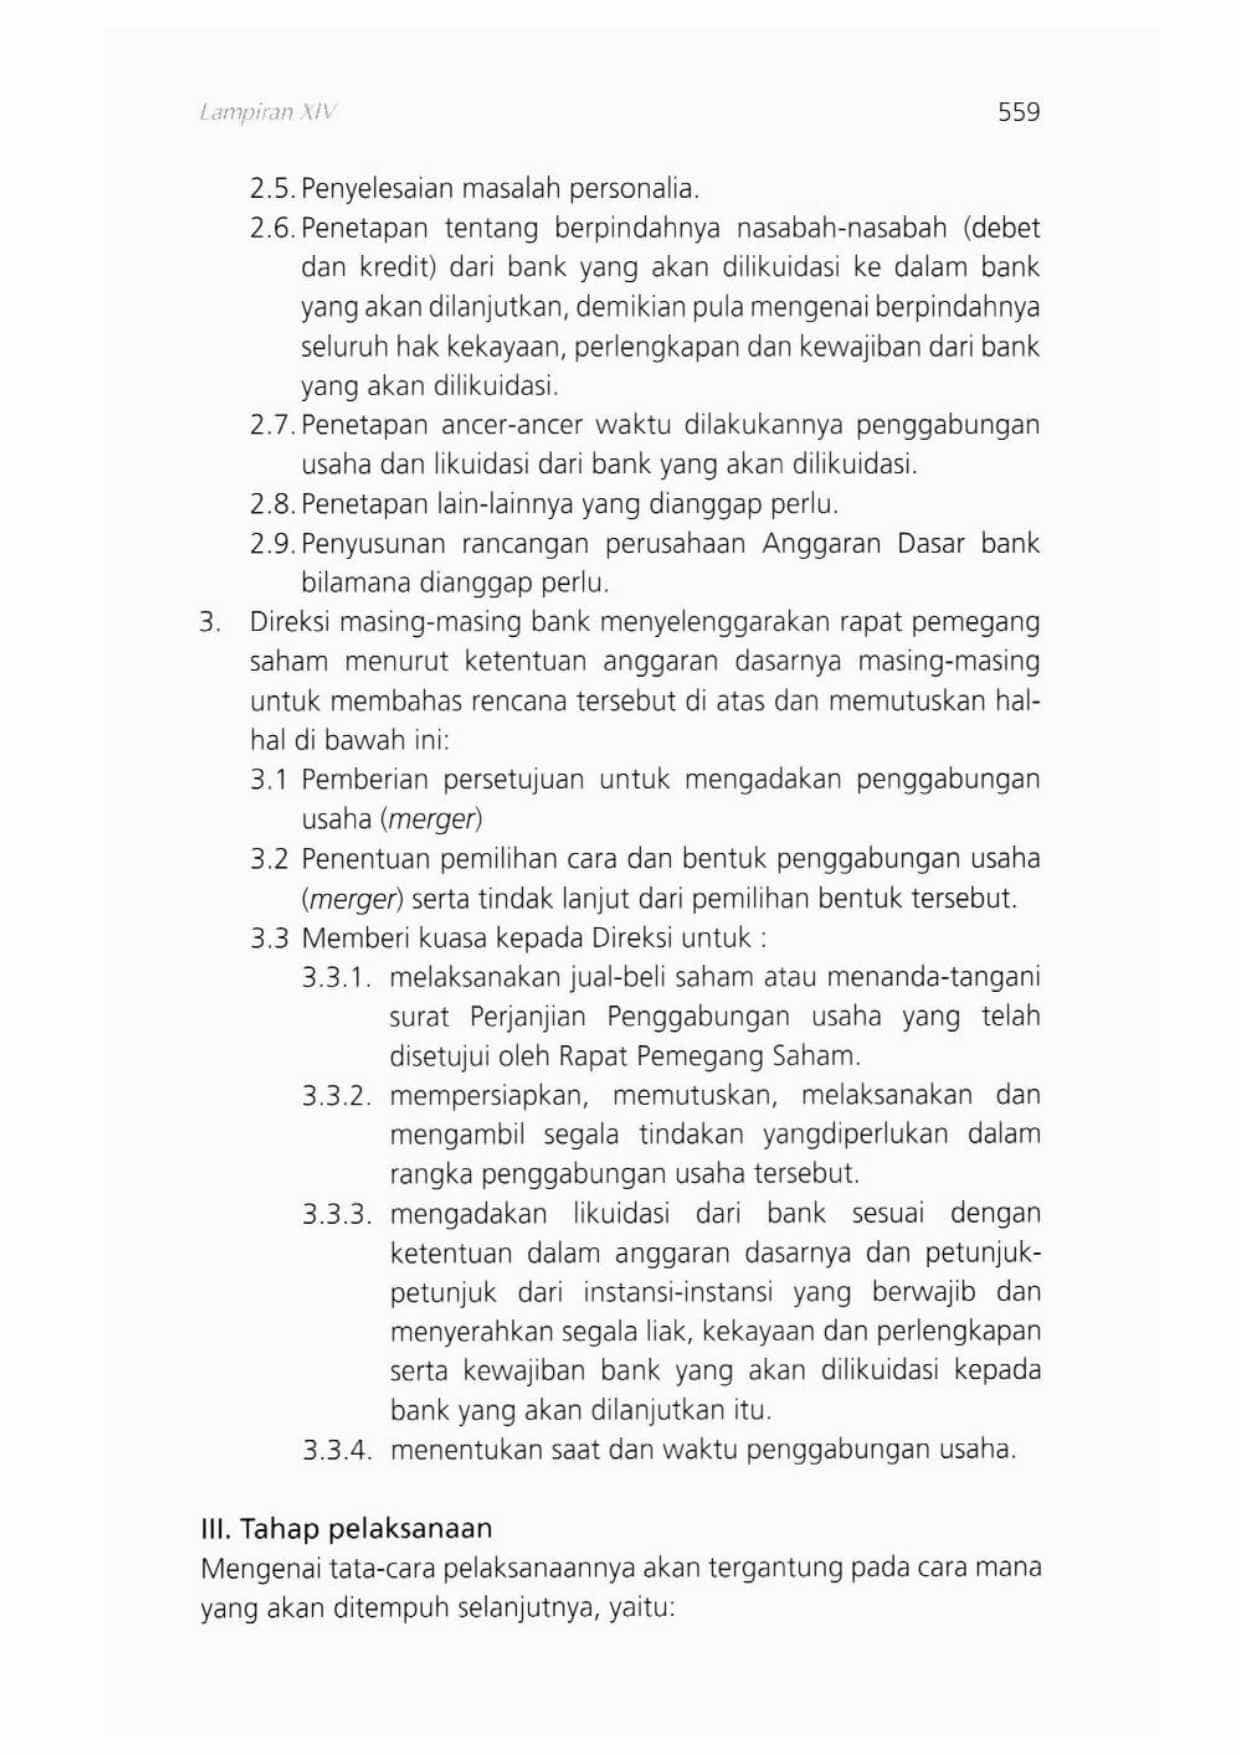 Lampiran XIV 559
2.5. Penyelesaian masalah personalia.
2.6. Penetapan tentang berpindahnya nasabah-nasabah (debet
dan kredit) dari bank yang akan dilikuidasi ke dalam bank
yang akan dilanjutkan, demikian pula mengenai berpindahnya
seluruh hak kekayaan, perlengkapan dan kewajiban dari bank
yang akan dilikuidasi.
2.7. Penetapan ancer-ancer waktu dilakukannya penggabungan
usaha dan likuidasi dari bank yang akan dilikuidasi.
2.8. Penetapan lain-lainnya yang dianggap perlu.
2.9. Penyusunan rancangan perusahaan Anggaran Dasar bank
bilamana dianggap perlu.
3. Direksi masing-masing bank menyelenggarakan rapat pemegang
saham menurut ketentuan anggaran dasarnya masing-masing
untuk membahas rencana tersebut di atas dan memutuskan hal-
hal di bawah ini:
3.1 Pemberian persetujuan untuk mengadakan penggabungan
usaha (merger)
3.2 Penentuan pemilihan cara dan bentuk penggabungan usaha
(merger) serta tindak lanjut dari pemilihan bentuk tersebut.
3.3 Memberi kuasa kepada Direksi untuk :
3.3.1. melaksanakan jual-beli saham atau menanda-tangani
surat Perjanjian Penggabungan usaha yang telah
disetujui oleh Rapat Pemegang Saham.
3.3.2. mempersiapkan, memutuskan, melaksanakan dan
mengambil segala tindakan yangdiperlukan dalam
rangka penggabungan usaha tersebut.
3.3.3. mengadakan likuidasi dari bank sesuai dengan
ketentuan dalam anggaran dasarnya dan petunjuk-
petunjuk dari instansi-instansi yang berwajib dan
menyerahkan segala liak, kekayaan dan perlengkapan
serta kewajiban bank yang akan dilikuidasi kepada
bank yang akan dilanjutkan itu.
3.3.4. menentukan saat dan waktu penggabungan usaha.
III. Tahap pelaksanaan
Mengenai tata-cara pelaksanaannya akan tergantung pada cara mana
yang akan ditempuh selanjutnya, yaitu: